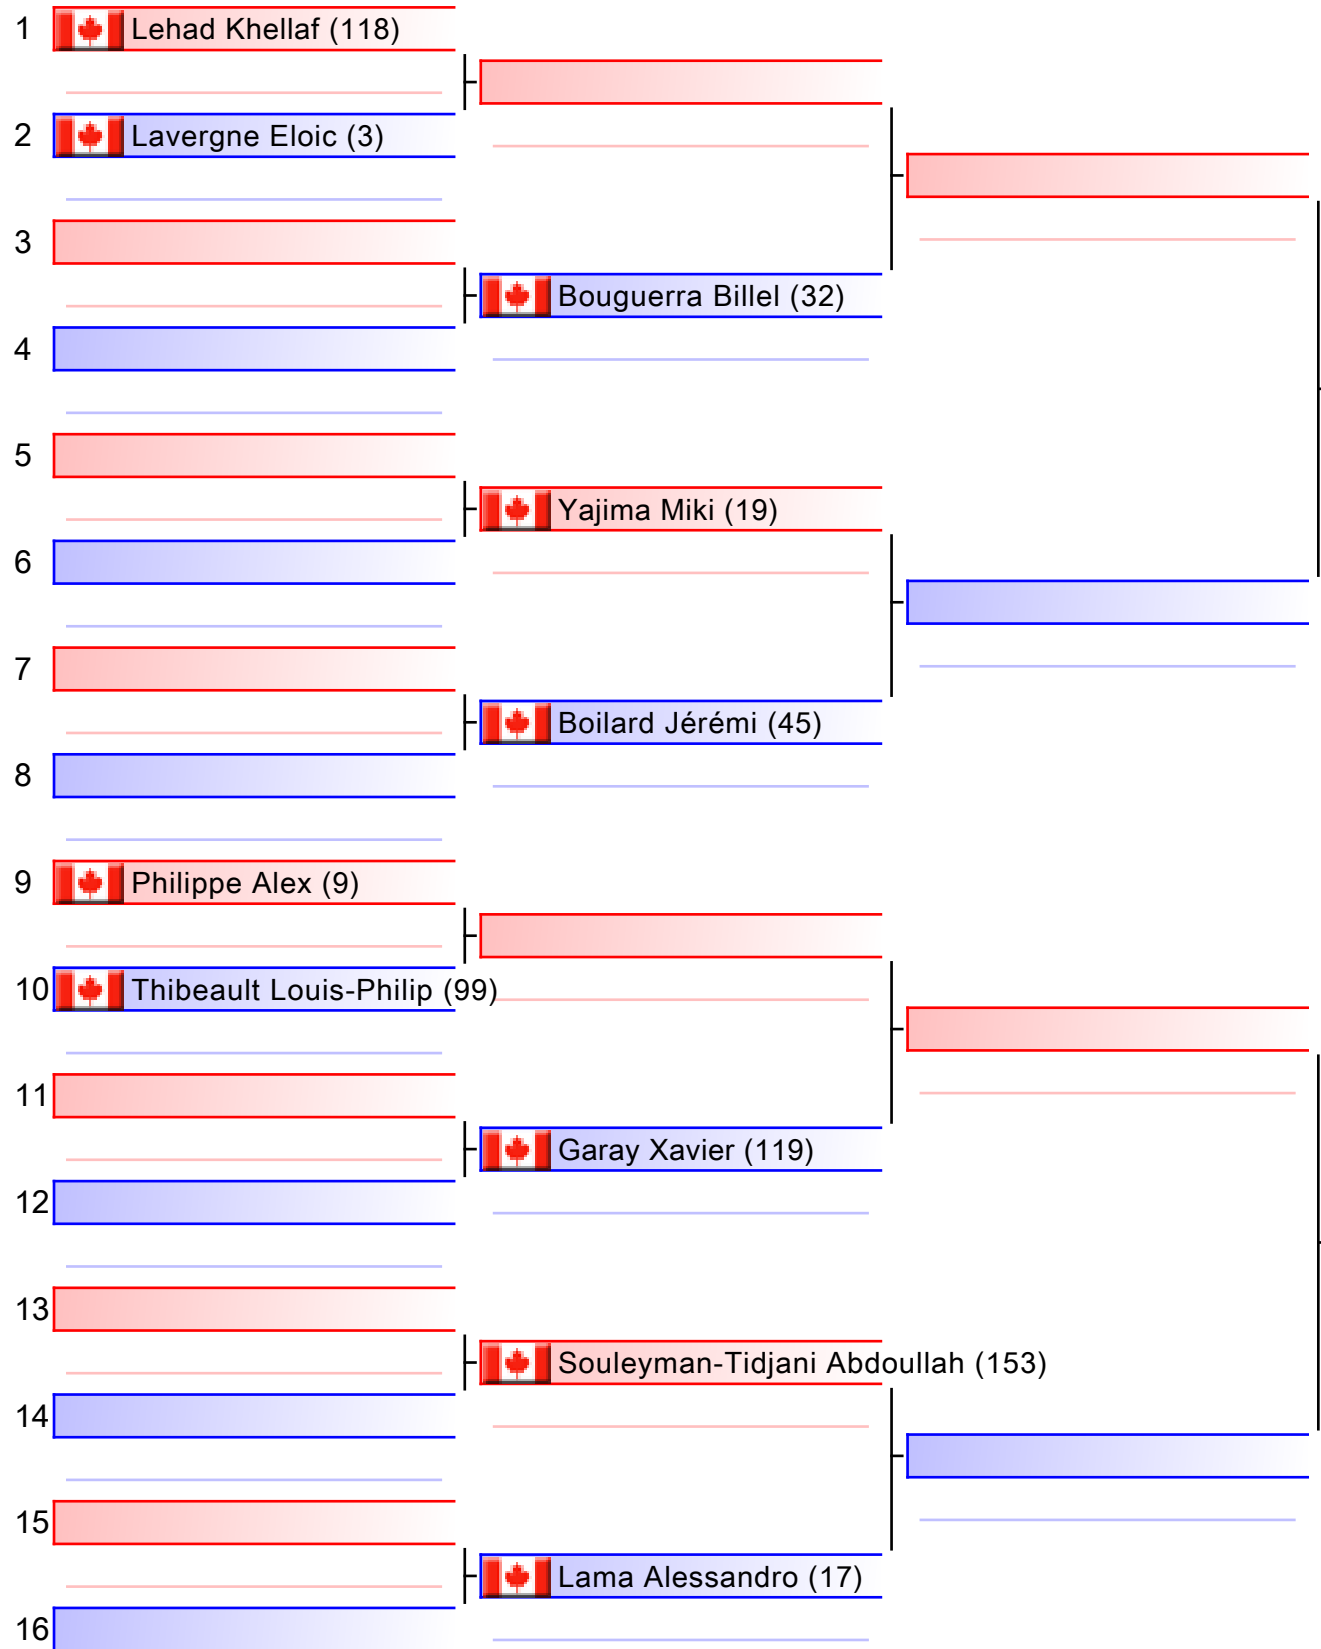 1 Lehad Khellaf (118)
2 Lavergne Eloic (3)
3
Bouguerra Billel (32)
4
5
Yajima Miki (19)
6
7
Boilard Jérémi (45)
8
9 Philippe Alex (9)
10 Thibeault Louis-Philip (99)
11
Garay Xavier (119)
12
13
Souleyman-Tidjani Abdoullah (153)
14
15
Lama Alessandro (17)
16